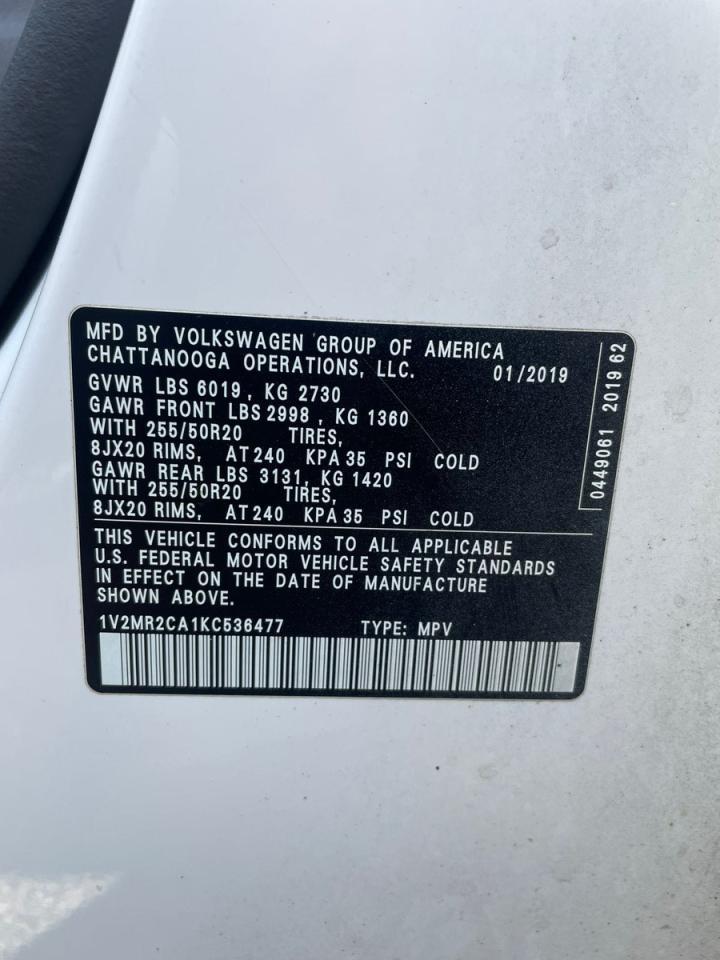 MFD BY VOLKSWAGEN GROUP OF AMERICA
CHATTANOOGA OPERATIONS, LLC. 01/2019
GVWR LBS 6019 , KG 2730
GAWR FRONT LBS 2998 , KG 1360
WITH 255/50R20 TIRES,
8JX20 RIMS, AT 240 KPA 35 PSI COLD
GAWR REAR LBS 3131, KG 1420
WITH 255/50R20 TIRES,
8JX20 RIMS, AT 240 KPA 35 PSI COLD
THIS VEHICLE CONFORMS TO ALL APPLICABLE
U.S. FEDERAL MOTOR VEHICLE SAFETY STANDARDS
IN EFFECT ON THE DATE OF MANUFACTURE
SHOWN ABOVE.
1V2MR2CA1KC536477 TYPE: MPV
0449061 2019 62